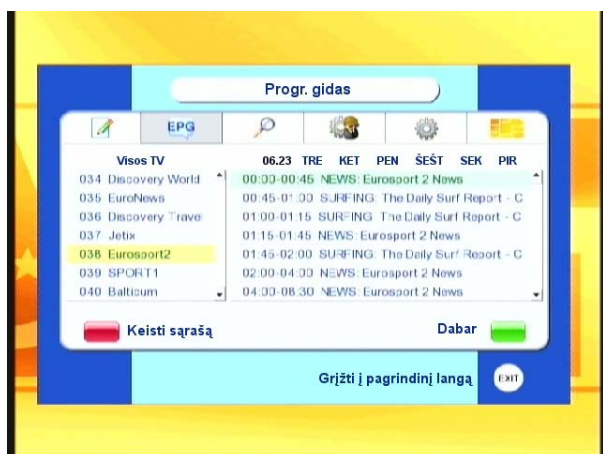 Progr. gidas
EPG
Visos TV
06.23 TRE KET PEN ŠEŠT SEK PIR
034 Discovery World
035 EuroNews
036 Discovery Travel
037 Jetix
038 Eurosport2
039 SPORT1
040 Balticum
00:00-00:45 NEWS: Eurosport 2 News
00:45-01:00 SURFING: The Daily Surf Report - C
01:00-01:15 SURFING: The Daily Surf Report - C
01:15-01:45 NEWS: Eurosport 2 News
01:45-02:00 SURFING: The Daily Surf Report - C
02:00-04:00 NEWS: Eurosport 2 News
04:00-08:30 NEWS: Eurosport 2 News
Keisti sąrašą
Dabar
Grįžti į pagrindinį langą
EXIT